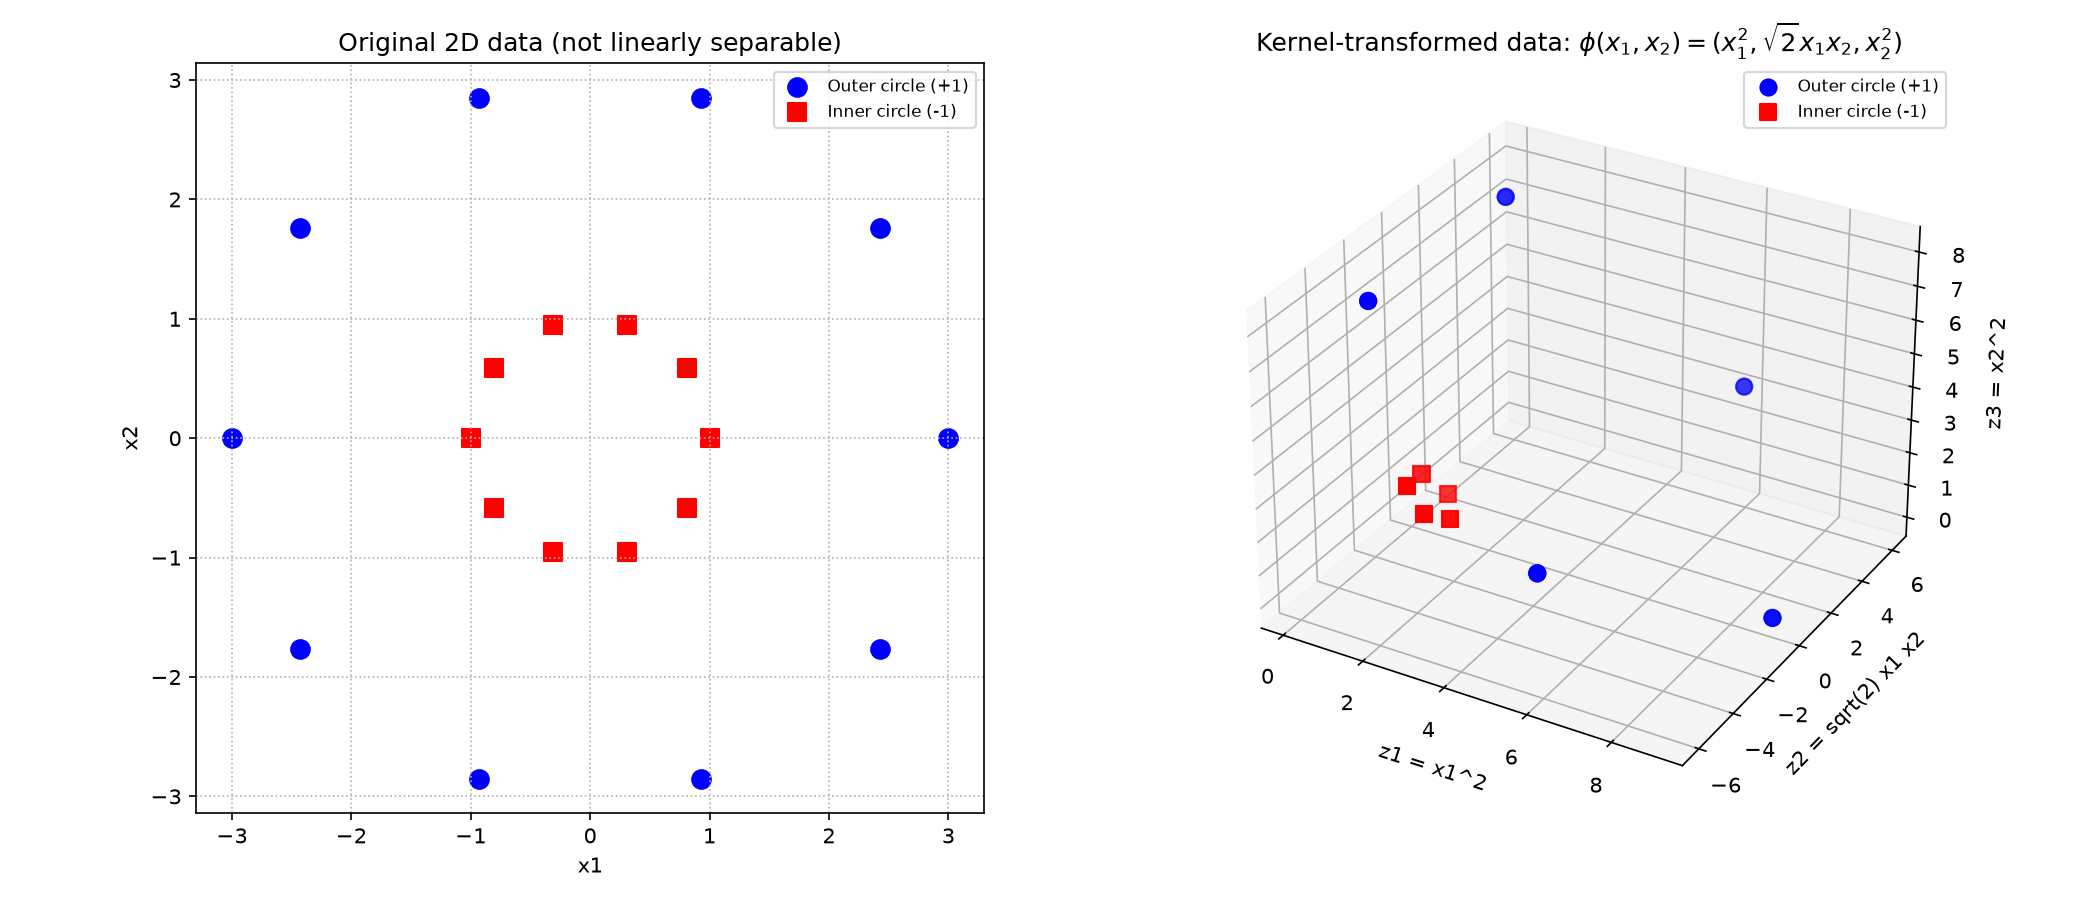 Original 2D data (not linearly separable)
Outer circle (+1)
Inner circle (-1)
3
2
1
0
−1
−2
−3
x2
−3 −2 −1 0 1 2 3
x1
Kernel-transformed data: ϕ(x₁, x₂) = (x₁², √2x₁x₂, x₂²)
Outer circle (+1)
Inner circle (-1)
8
7
6
5
4
3
2
1
0
z3 = x2^2
6
4
2
0
−2
−4
−6
z2 = sqrt(2) x1 x2
0
2
4
6
8
z1 = x1^2